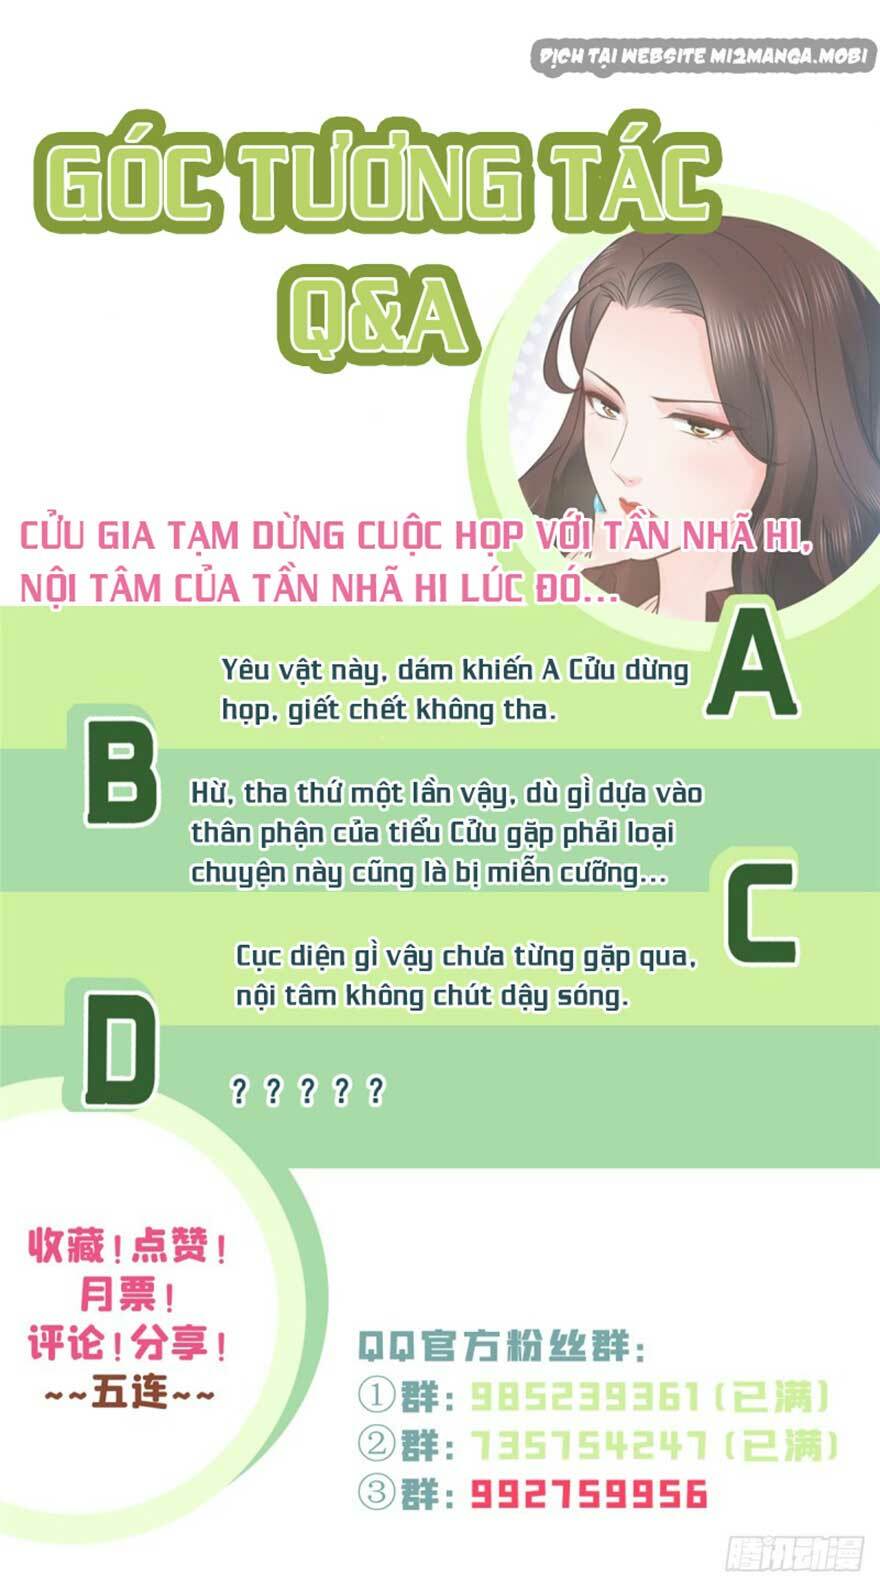 DỊCH TẠI WEBSITE MI2MANGA.MOBI
GÓC TƯƠNG TÁC
Q&A
CỬU GIA TẠM DỪNG CUỘC HỌP VỚI TẦN NHÃ HI,
NỘI TÂM CỦA TẦN NHÃ HI LÚC ĐÓ...
A
Yêu vật này, dám khiến A Cửu dừng
họp, giết chết không tha.
B
Hừ, tha thứ một lần vậy, dù gì dựa vào
thân phận của tiểu Cửu gặp phải loại
chuyện này cũng là bị miễn cưỡng...
C
Cục diện gì vậy chưa từng gặp qua,
nội tâm không chút dậy sóng.
D
? ? ? ? ?
收藏!点赞!
月票!
评论!分享!
~~五连~~
QQ官方粉丝群:
①群: 985239361(已满)
②群: 735754247(已满)
③群: 992759956
腾讯动漫